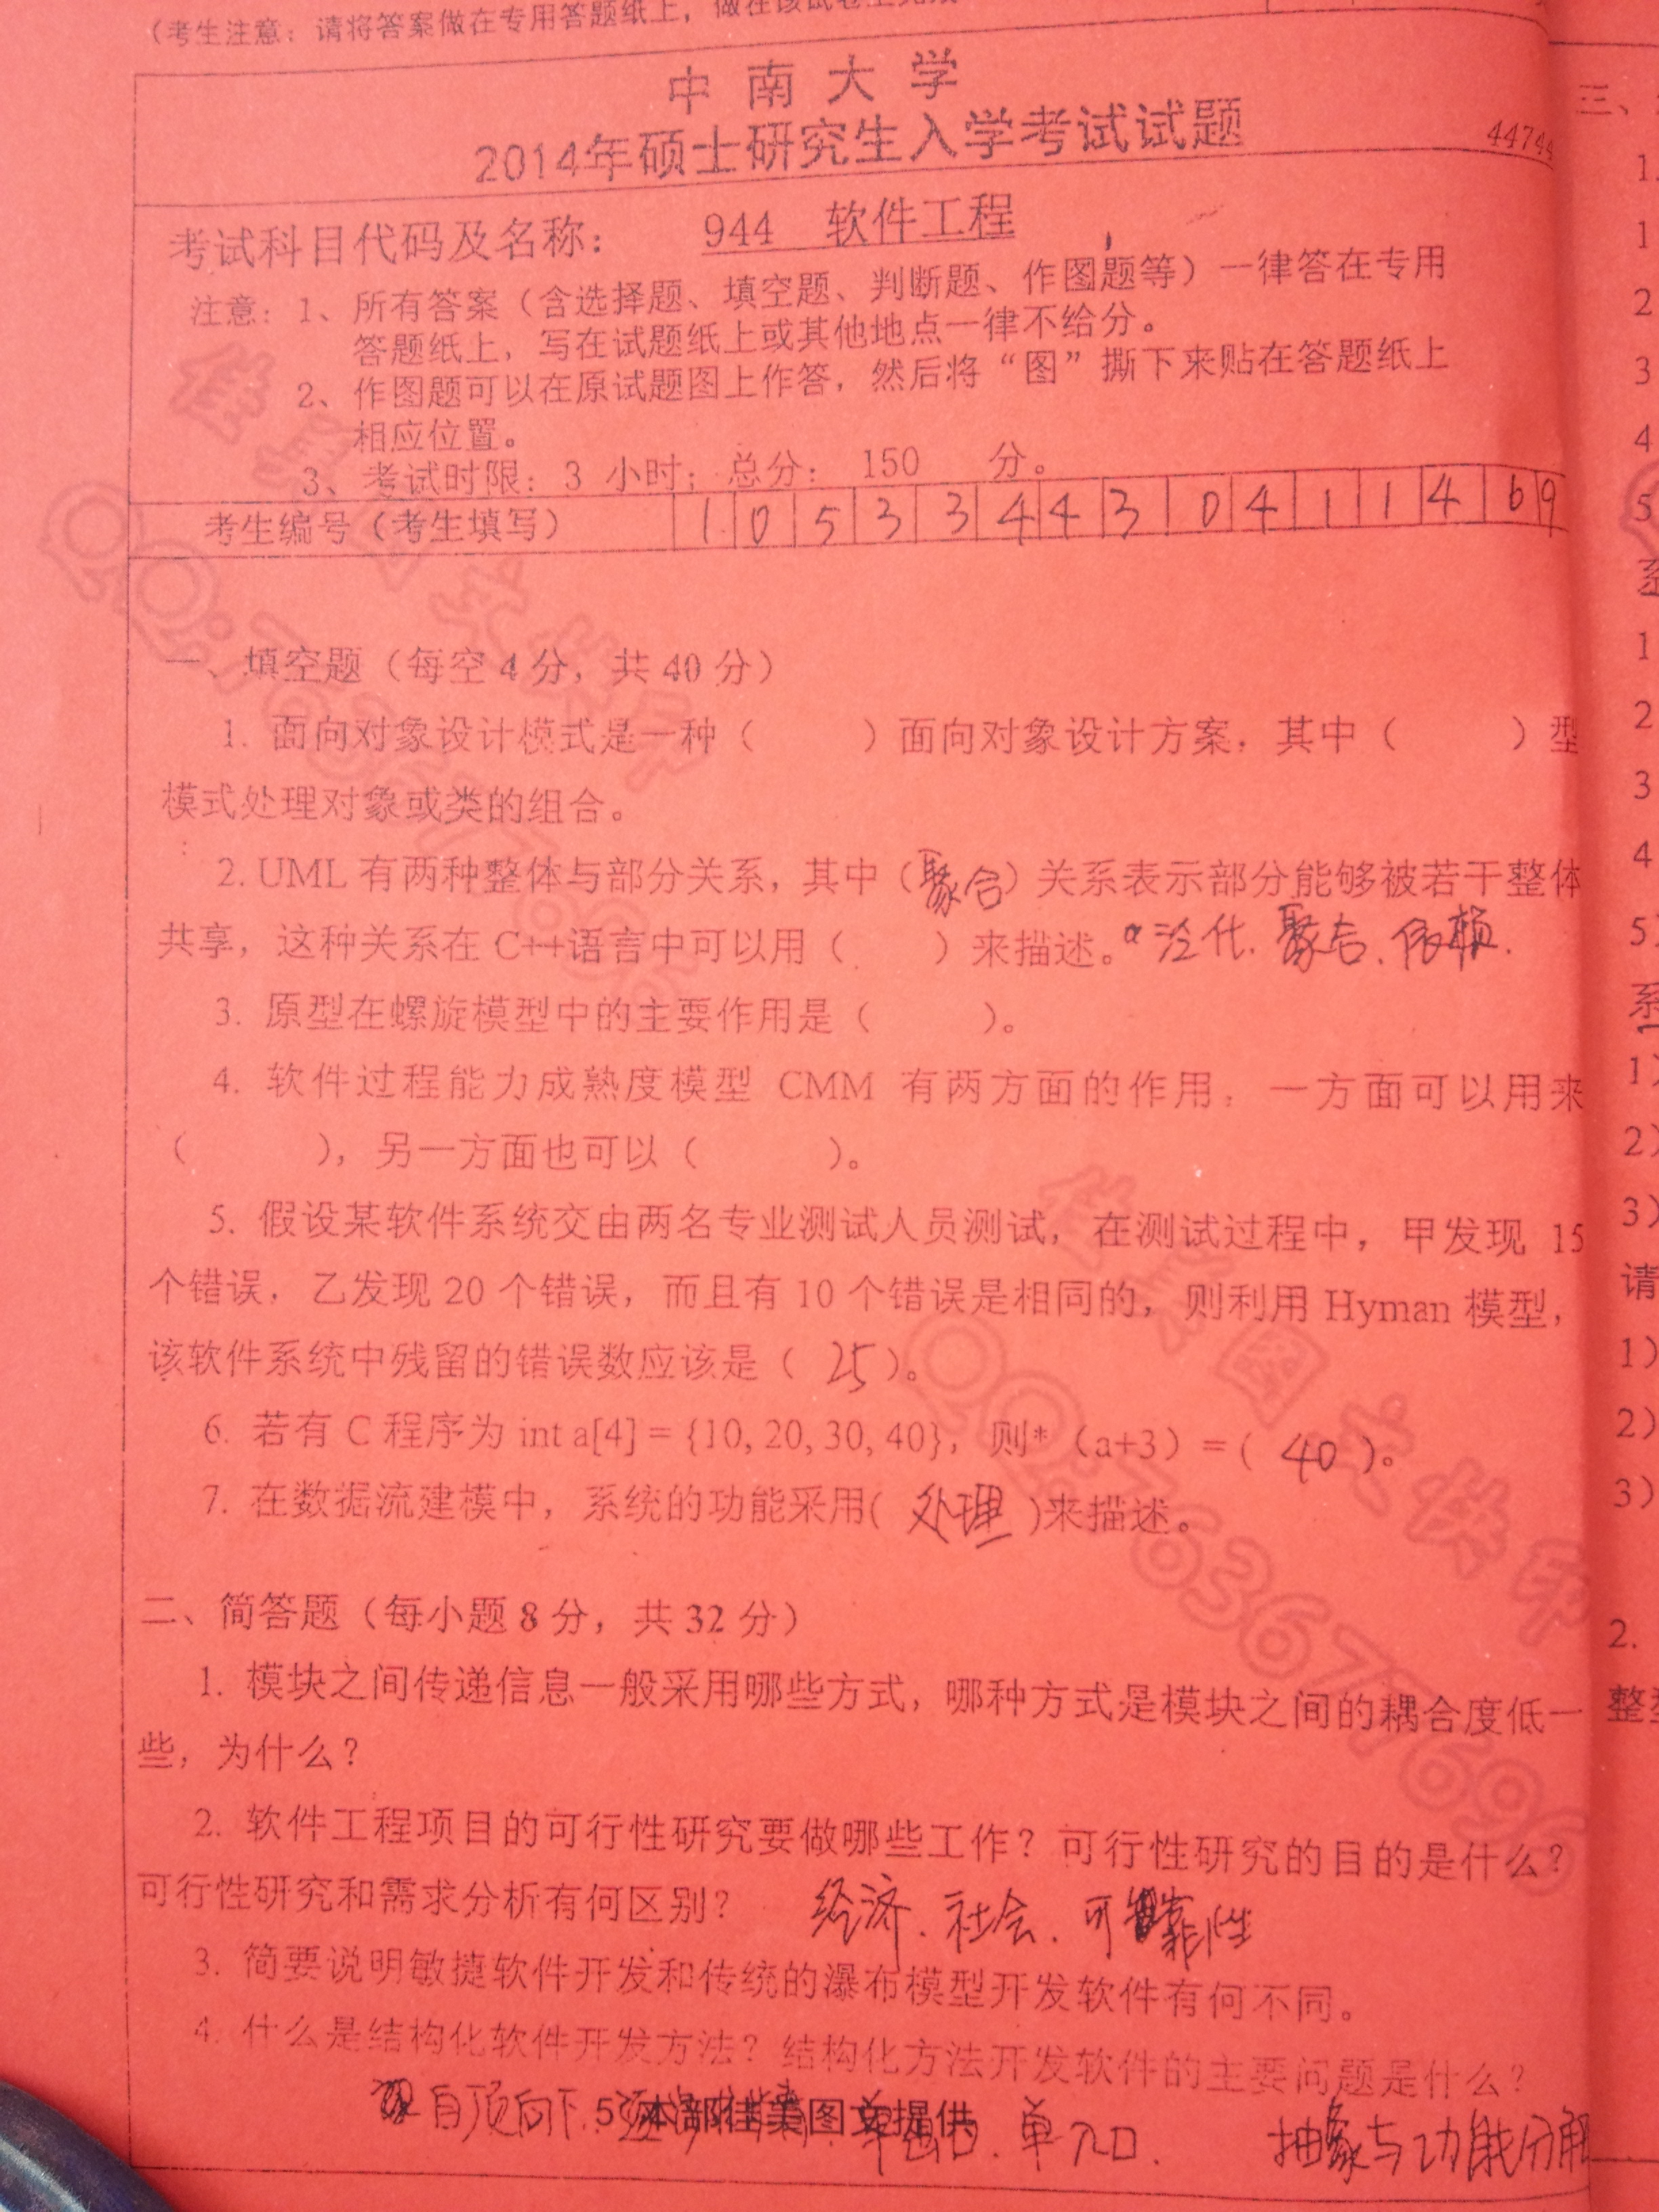 (考生注意：请将答案做在专用答题纸上，做在该试卷上无效
中南大学
2014年硕士研究生入学考试试题
44744
考试科目代码及名称： 944 软件工程
注意：1、所有答案（含选择题、填空题、判断题、作图题等）一律答在专用
答题纸上，写在试题纸上或其他地点一律不给分。
2、作图题可以在原试题图上作答，然后将“图”撕下来贴在答题纸上
相应位置。
3、考试时限：3 小时；总分： 150 分。
考生编号（考生填写） 1 0 5 3 3 4 4 3 0 4 1 1 4 6 9
一、填空题（每空 4 分，共 40 分）
1. 面向对象设计模式是一种（ ）面向对象设计方案，其中（ ）型
模式处理对象或类的组合。
2. UML 有两种整体与部分关系，其中（聚合）关系表示部分能够被若干整体
共享，这种关系在 C++语言中可以用（ ）来描述。泛化、聚合、依赖.
3. 原型在螺旋模型中的主要作用是（ ）。
4. 软件过程能力成熟度模型 CMM 有两方面的作用，一方面可以用来
（ ），另一方面也可以（ ）。
5. 假设某软件系统交由两名专业测试人员测试，在测试过程中，甲发现 15
个错误，乙发现 20 个错误，而且有 10 个错误是相同的，则利用 Hyman 模型，
该软件系统中残留的错误数应该是（ 25 ）。
6. 若有 C 程序为 int a[4] = {10, 20, 30, 40}，则*（a+3）=( 40 )。
7. 在数据流建模中，系统的功能采用( 处理 )来描述。
二、简答题（每小题 8 分，共 32 分）
1. 模块之间传递信息一般采用哪些方式，哪种方式是模块之间的耦合度低一
些，为什么？
2. 软件工程项目的可行性研究要做哪些工作？可行性研究的目的是什么？
可行性研究和需求分析有何区别？ 经济、社会、可靠性
3. 简要说明敏捷软件开发和传统的瀑布模型开发软件有何不同。
4. 什么是结构化软件开发方法？结构化方法开发软件的主要问题是什么？
自顶向下. 单出口、单入口. 抽象与功能分解
5 本部佳美图文提供
佳美图文快印
QQ:763677696
佳美图文快印
QQ:763677696
三、
1.
1
2
3
4
5
系
1
2
3
4
5)
系
1)
2)
3)
请
1)
2)
3)
2.
整